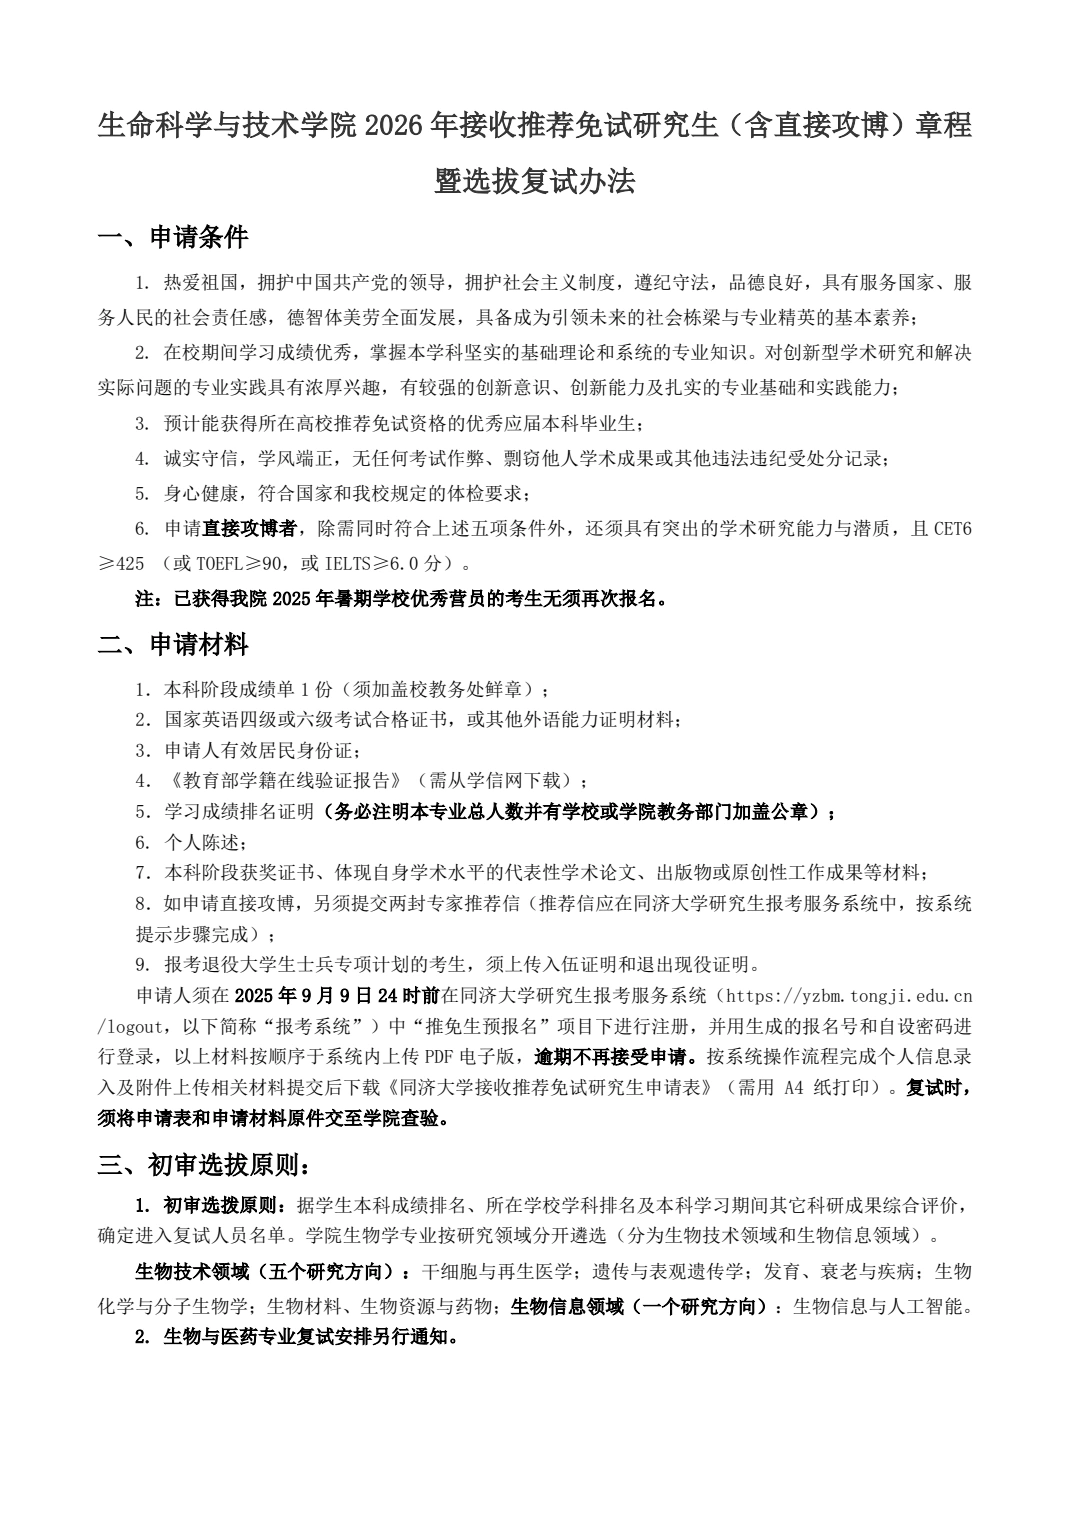 生命科学与技术学院 2026 年接收推荐免试研究生（含直接攻博）章程
暨选拔复试办法
一、申请条件
1. 热爱祖国，拥护中国共产党的领导，拥护社会主义制度，遵纪守法，品德良好，具有服务国家、服
务人民的社会责任感，德智体美劳全面发展，具备成为引领未来的社会栋梁与专业精英的基本素养；
2. 在校期间学习成绩优秀，掌握本学科坚实的基础理论和系统的专业知识。对创新型学术研究和解决
实际问题的专业实践具有浓厚兴趣，有较强的创新意识、创新能力及扎实的专业基础和实践能力；
3. 预计能获得所在高校推荐免试资格的优秀应届本科毕业生；
4. 诚实守信，学风端正，无任何考试作弊、剽窃他人学术成果或其他违法违纪受处分记录；
5. 身心健康，符合国家和我校规定的体检要求；
6. 申请直接攻博者，除需同时符合上述五项条件外，还须具有突出的学术研究能力与潜质，且 CET6
≥425 （或 TOEFL≥90，或 IELTS≥6.0 分）。
注：已获得我院 2025 年暑期学校优秀营员的考生无须再次报名。
二、申请材料
1．本科阶段成绩单 1 份（须加盖校教务处鲜章）；
2．国家英语四级或六级考试合格证书，或其他外语能力证明材料；
3．申请人有效居民身份证；
4．《教育部学籍在线验证报告》（需从学信网下载）；
5．学习成绩排名证明（务必注明本专业总人数并有学校或学院教务部门加盖公章）；
6. 个人陈述；
7．本科阶段获奖证书、体现自身学术水平的代表性学术论文、出版物或原创性工作成果等材料；
8．如申请直接攻博，另须提交两封专家推荐信（推荐信应在同济大学研究生报考服务系统中，按系统
提示步骤完成）；
9. 报考退役大学生士兵专项计划的考生，须上传入伍证明和退出现役证明。
申请人须在 2025 年 9 月 9 日 24 时前在同济大学研究生报考服务系统（https://yzbm.tongji.edu.cn
/logout，以下简称“报考系统”）中“推免生预报名”项目下进行注册，并用生成的报名号和自设密码进
行登录，以上材料按顺序于系统内上传 PDF 电子版，逾期不再接受申请。按系统操作流程完成个人信息录
入及附件上传相关材料提交后下载《同济大学接收推荐免试研究生申请表》（需用 A4 纸打印）。复试时，
须将申请表和申请材料原件交至学院查验。
三、初审选拔原则：
1. 初审选拨原则：据学生本科成绩排名、所在学校学科排名及本科学习期间其它科研成果综合评价，
确定进入复试人员名单。学院生物学专业按研究领域分开遴选（分为生物技术领域和生物信息领域）。
生物技术领域（五个研究方向）：干细胞与再生医学；遗传与表观遗传学；发育、衰老与疾病；生物
化学与分子生物学；生物材料、生物资源与药物；生物信息领域（一个研究方向）：生物信息与人工智能。
2. 生物与医药专业复试安排另行通知。